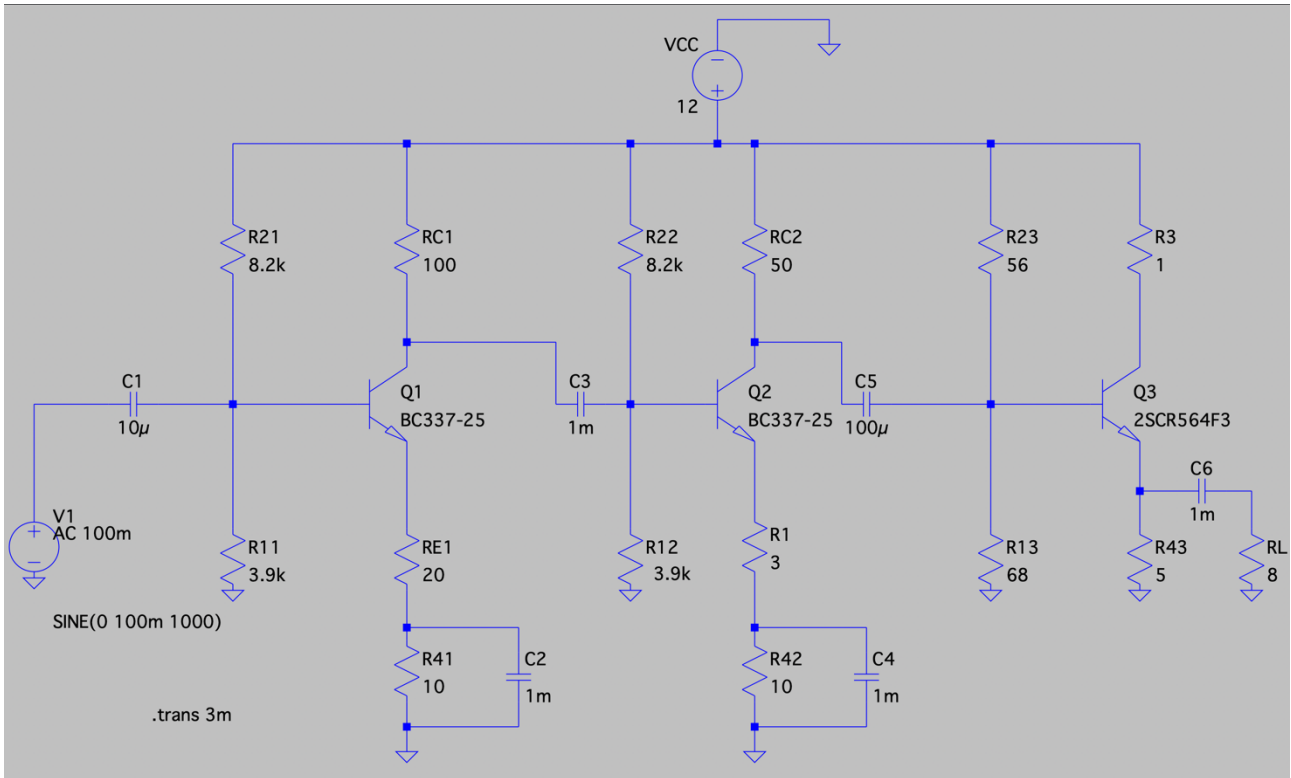 VCC
12
R21
8.2k
RC1
100
R22
8.2k
RC2
50
R23
56
R3
1
C1
10µ
Q1
BC337-25
C3
1m
Q2
BC337-25
C5
100µ
Q3
2SCR564F3
C6
1m
V1
AC 100m
SINE(0 100m 1000)
R11
3.9k
RE1
20
R12
3.9k
R1
3
R13
68
R43
5
RL
8
R41
10
C2
1m
R42
10
C4
1m
.trans 3m